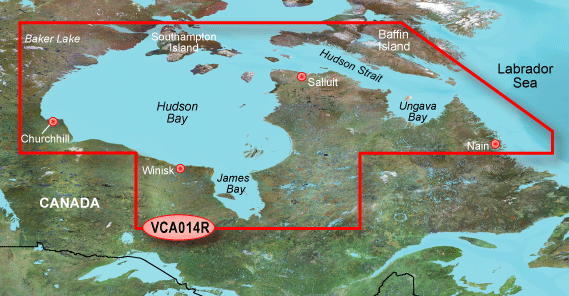 Baker Lake
Southampton
Island
Baffin
Island
Hudson Strait
Labrador
Sea
Salluit
Hudson
Bay
Ungava
Bay
Churchhill
Nain
Winisk
James
Bay
CANADA
VCA014R